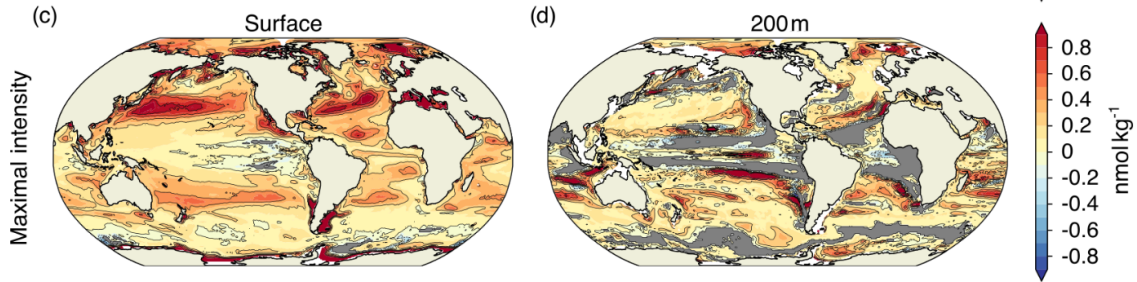 (c)
Surface
(d)
200 m
Maximal intensity
0.8
0.6
0.4
0.2
0
-0.2
-0.4
-0.6
-0.8
nmol kg⁻¹